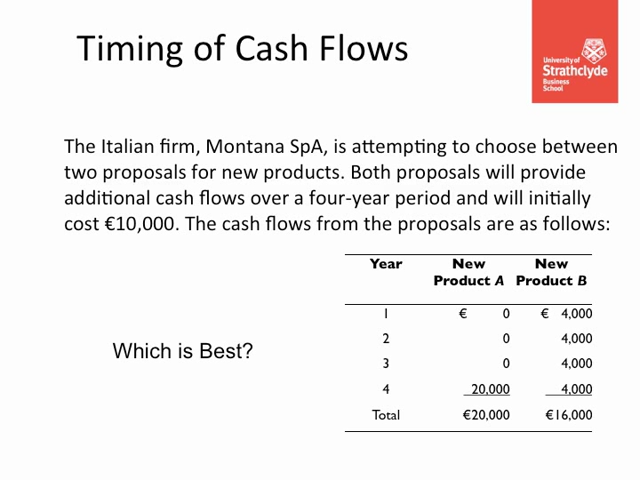 Timing of Cash Flows
University of
Strathclyde
Business
School
The Italian firm, Montana SpA, is attempting to choose between
two proposals for new products. Both proposals will provide
additional cash flows over a four-year period and will initially
cost €10,000. The cash flows from the proposals are as follows:
Which is Best?
Year New Product A New Product B
1 € 0 € 4,000
2 0 4,000
3 0 4,000
4 20,000 4,000
Total €20,000 €16,000